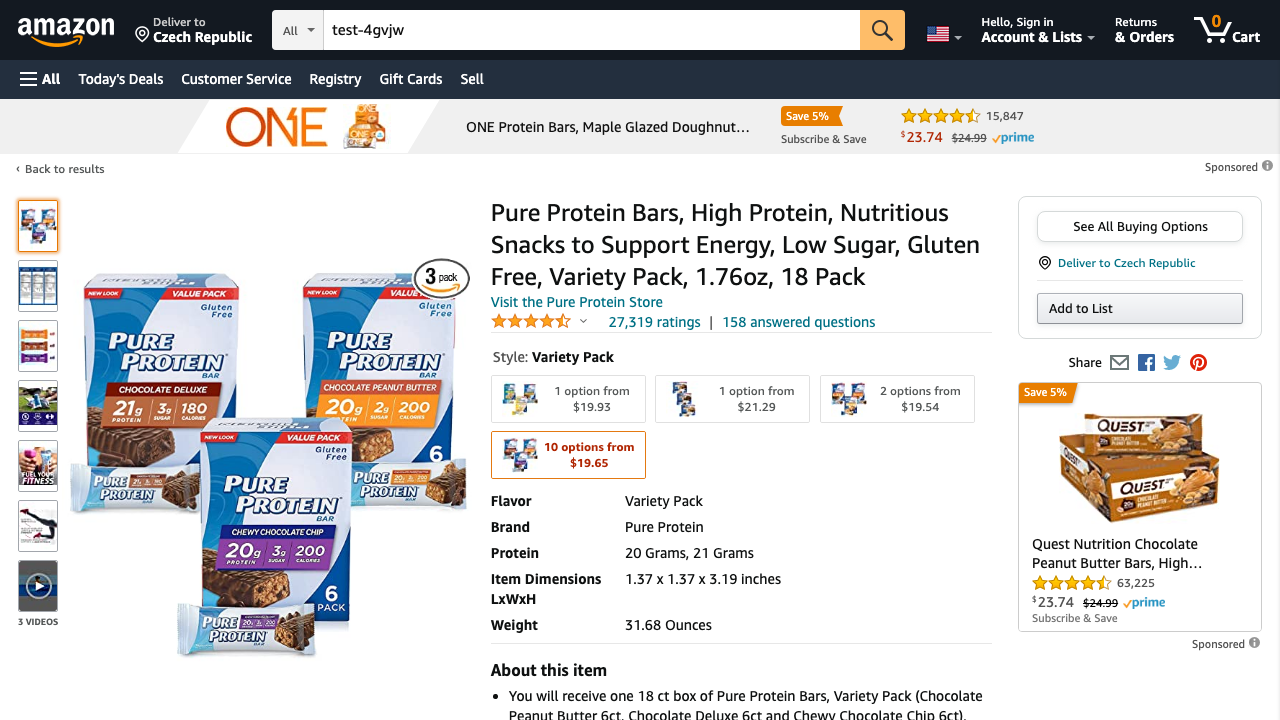 amazon
Deliver to
Czech Republic
All
test-4gvjw
Hello, Sign in
Account & Lists
Returns
& Orders
0
Cart
All
Today's Deals
Customer Service
Registry
Gift Cards
Sell
ONE
ONE Protein Bars, Maple Glazed Doughnut…
Save 5%
Subscribe & Save
15,847
$23.74 $24.99 prime
‹ Back to results
Sponsored
3 VIDEOS
FUEL YOUR
FITNESS
3 pack
NEW LOOK
VALUE PACK
Gluten
Free
PURE
PROTEIN
BAR
CHOCOLATE DELUXE
21g PROTEIN
3g SUGAR
180 CALORIES
PURE
PROTEIN
NEW LOOK
VALUE
Gluten
Free
PURE
PROTEIN
BAR
CHOCOLATE PEANUT BUTTER
20g PROTEIN
2g SUGAR
200 CALORIES
6
PURE
PROTEIN
NEW LOOK
VALUE PACK
Gluten
Free
PURE
PROTEIN
BAR
CHEWY CHOCOLATE CHIP
20g PROTEIN
3g SUGAR
200 CALORIES
6
PACK
PURE
PROTEIN
Pure Protein Bars, High Protein, Nutritious
Snacks to Support Energy, Low Sugar, Gluten
Free, Variety Pack, 1.76oz, 18 Pack
Visit the Pure Protein Store
27,319 ratings | 158 answered questions
Style: Variety Pack
1 option from
$19.93
1 option from
$21.29
2 options from
$19.54
10 options from
$19.65
Flavor Variety Pack
Brand Pure Protein
Protein 20 Grams, 21 Grams
Item Dimensions 1.37 x 1.37 x 3.19 inches
LxWxH
Weight 31.68 Ounces
About this item
• You will receive one 18 ct box of Pure Protein Bars, Variety Pack (Chocolate
Peanut Butter 6ct, Chocolate Deluxe 6ct and Chewy Chocolate Chip 6ct).
See All Buying Options
Deliver to Czech Republic
Add to List
Share
Save 5%
QUEST
QUEST
Quest Nutrition Chocolate
Peanut Butter Bars, High…
63,225
$23.74 $24.99 prime
Subscribe & Save
Sponsored